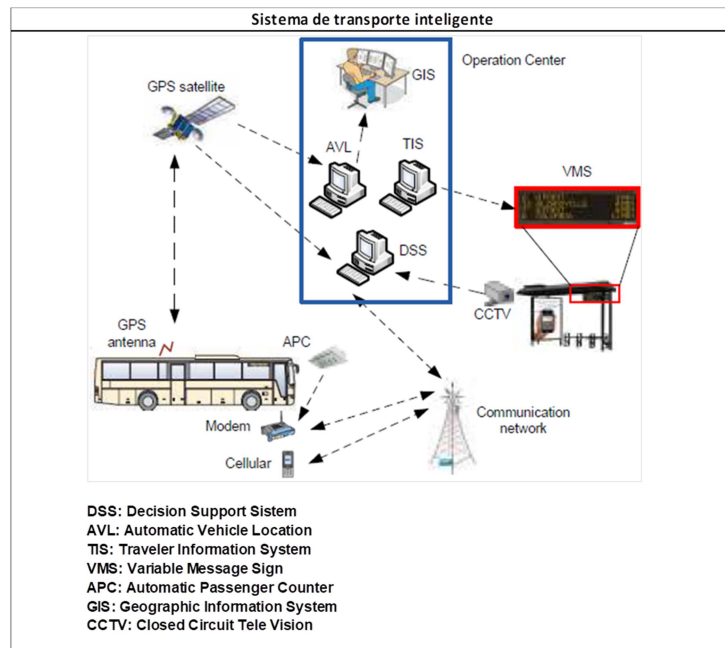 Sistema de transporte inteligente
Operation Center
GIS
GPS satellite
AVL
TIS
VMS
DSS
CCTV
GPS
antenna
APC
Modem
Communication
network
Cellular
DSS: Decision Support Sistem
AVL: Automatic Vehicle Location
TIS: Traveler Information System
VMS: Variable Message Sign
APC: Automatic Passenger Counter
GIS: Geographic Information System
CCTV: Closed Circuit Tele Vision